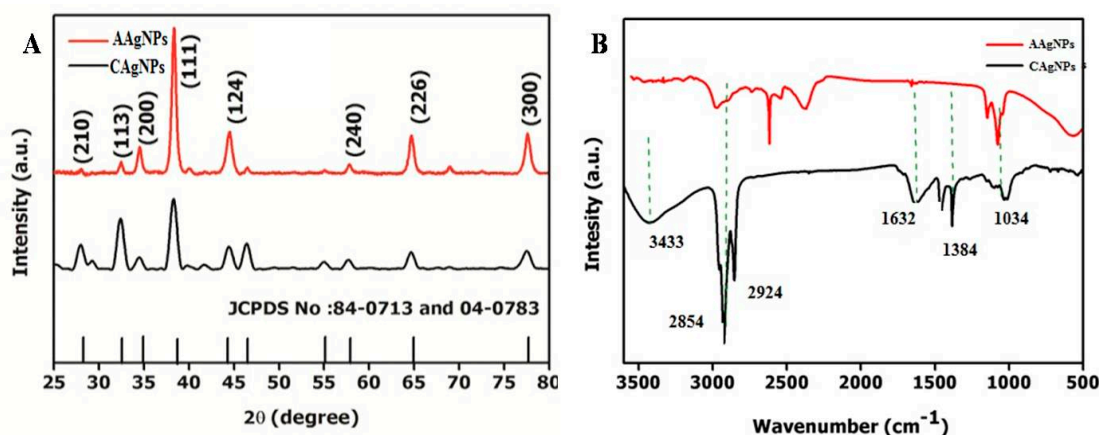 A
AAgNPs
CAgNPs
(210)
(113)
(200)
(111)
(124)
(240)
(226)
(300)
Intensity (a.u.)
JCPDS No :84-0713 and 04-0783
25 30 35 40 45 50 55 60 65 70 75 80
2θ (degree)
B
AAgNPs
CAgNPs
Intesity (a.u.)
3433
2854
2924
1632
1384
1034
3500 3000 2500 2000 1500 1000 500
Wavenumber (cm⁻¹)